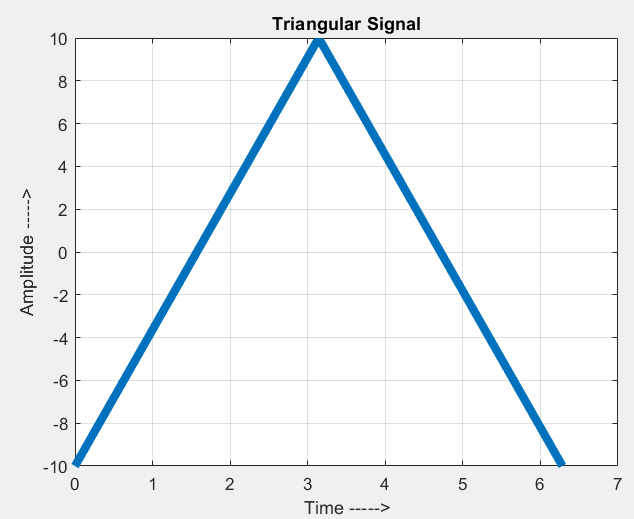 Triangular Signal
10
8
6
4
2
0
-2
-4
-6
-8
-10
Amplitude ----->
0 1 2 3 4 5 6 7
Time ----->